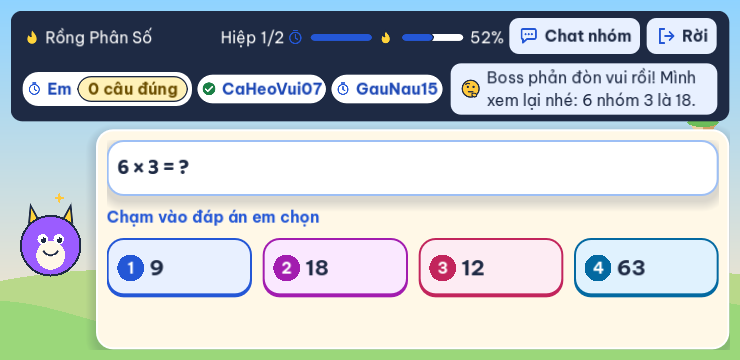 Rồng Phân Số
Hiệp 1/2
52%
Chat nhóm
Rời
Em 0 câu đúng
CaHeoVui07
GauNau15
Boss phản đòn vui rồi! Mình
xem lại nhé: 6 nhóm 3 là 18.
6 × 3 = ?
Chạm vào đáp án em chọn
1 9
2 18
3 12
4 63